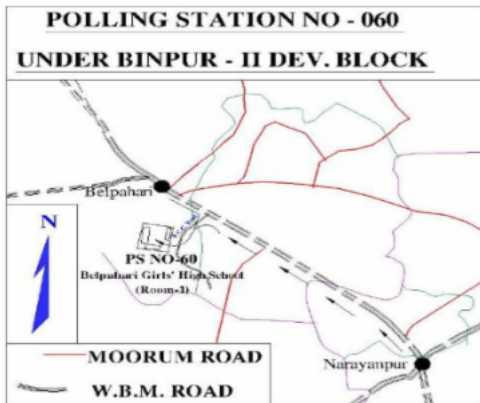 POLLING STATION NO - 060
UNDER BINPUR - II DEV. BLOCK
Belpahari
N
PS NO-60
Belpahari Girls' High School
(Room-1)
Narayanpur
MOORUM ROAD
W.B.M. ROAD